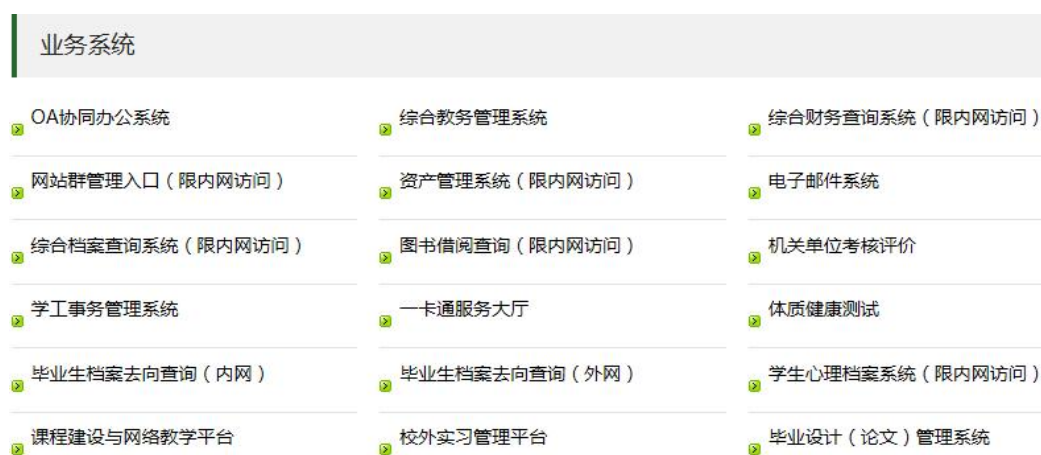 业务系统
OA协同办公系统
综合教务管理系统
综合财务查询系统（限内网访问）
网站群管理入口（限内网访问）
资产管理系统（限内网访问）
电子邮件系统
综合档案查询系统（限内网访问）
图书借阅查询（限内网访问）
机关单位考核评价
学工事务管理系统
一卡通服务大厅
体质健康测试
毕业生档案去向查询（内网）
毕业生档案去向查询（外网）
学生心理档案系统（限内网访问）
课程建设与网络教学平台
校外实习管理平台
毕业设计（论文）管理系统